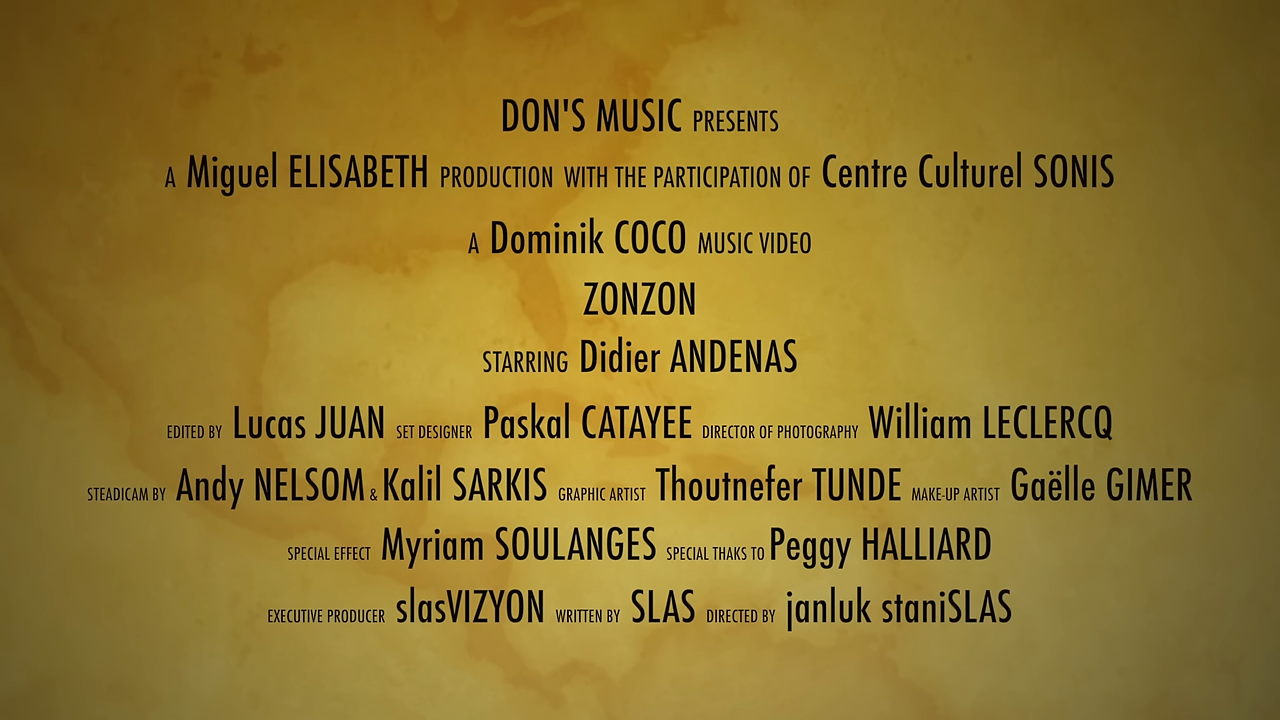 DON'S MUSIC PRESENTS
A Miguel ELISABETH PRODUCTION WITH THE PARTICIPATION OF Centre Culturel SONIS
A Dominik COCO MUSIC VIDEO
ZONZON
STARRING Didier ANDENAS
EDITED BY Lucas JUAN SET DESIGNER Paskal CATAYEE DIRECTOR OF PHOTOGRAPHY William LECLERCQ
STEADICAM BY Andy NELSOM & Kalil SARKIS GRAPHIC ARTIST Thoutnefer TUNDE MAKE-UP ARTIST Gaëlle GIMER
SPECIAL EFFECT Myriam SOULANGES SPECIAL THAKS TO Peggy HALLIARD
EXECUTIVE PRODUCER slasVIZYON WRITTEN BY SLAS DIRECTED BY janluk staniSLAS